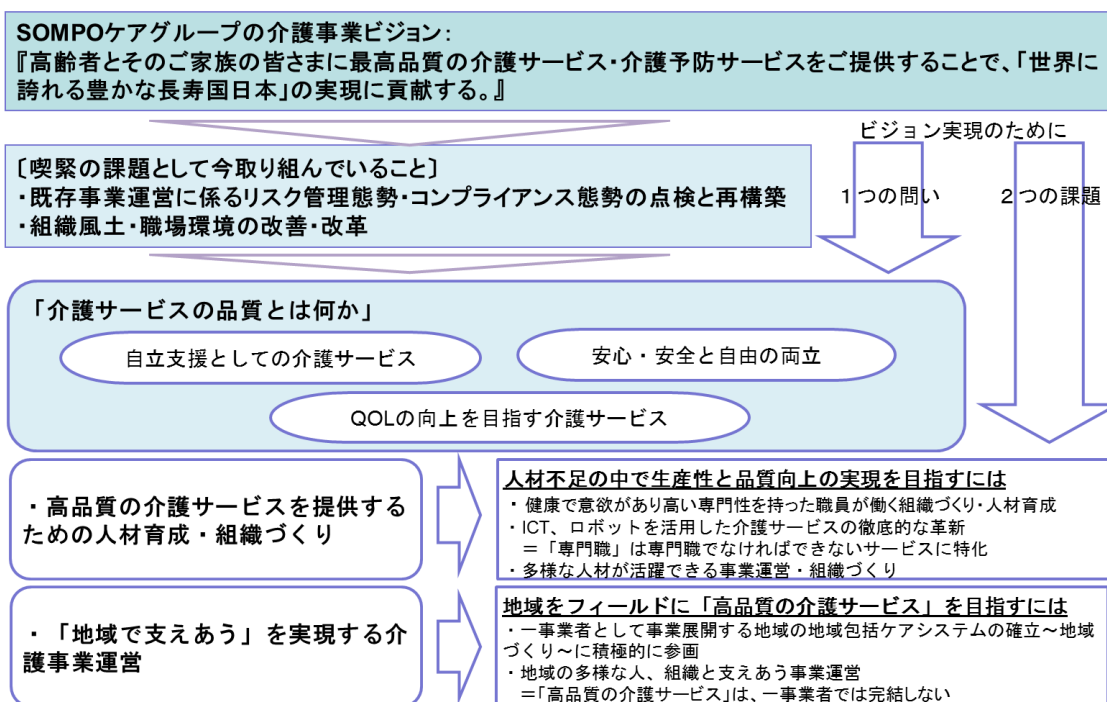 SOMPOケアグループの介護事業ビジョン:
『高齢者とそのご家族の皆さまに最高品質の介護サービス・介護予防サービスをご提供することで、「世界に
誇れる豊かな長寿国日本」の実現に貢献する。』
ビジョン実現のために
〔喫緊の課題として今取り組んでいること〕
・既存事業運営に係るリスク管理態勢・コンプライアンス態勢の点検と再構築
・組織風土・職場環境の改善・改革
1つの問い
2つの課題
「介護サービスの品質とは何か」
自立支援としての介護サービス
安心・安全と自由の両立
QOLの向上を目指す介護サービス
・高品質の介護サービスを提供する
ための人材育成・組織づくり
人材不足の中で生産性と品質向上の実現を目指すには
・健康で意欲があり高い専門性を持った職員が働く組織づくり・人材育成
・ICT、ロボットを活用した介護サービスの徹底的な革新
=「専門職」は専門職でなければできないサービスに特化
・多様な人材が活躍できる事業運営・組織づくり
・「地域で支えあう」を実現する介
護事業運営
地域をフィールドに「高品質の介護サービス」を目指すには
・一事業者として事業展開する地域の地域包括ケアシステムの確立~地域
づくり~に積極的に参画
・地域の多様な人、組織と支えあう事業運営
=「高品質の介護サービス」は、一事業者では完結しない